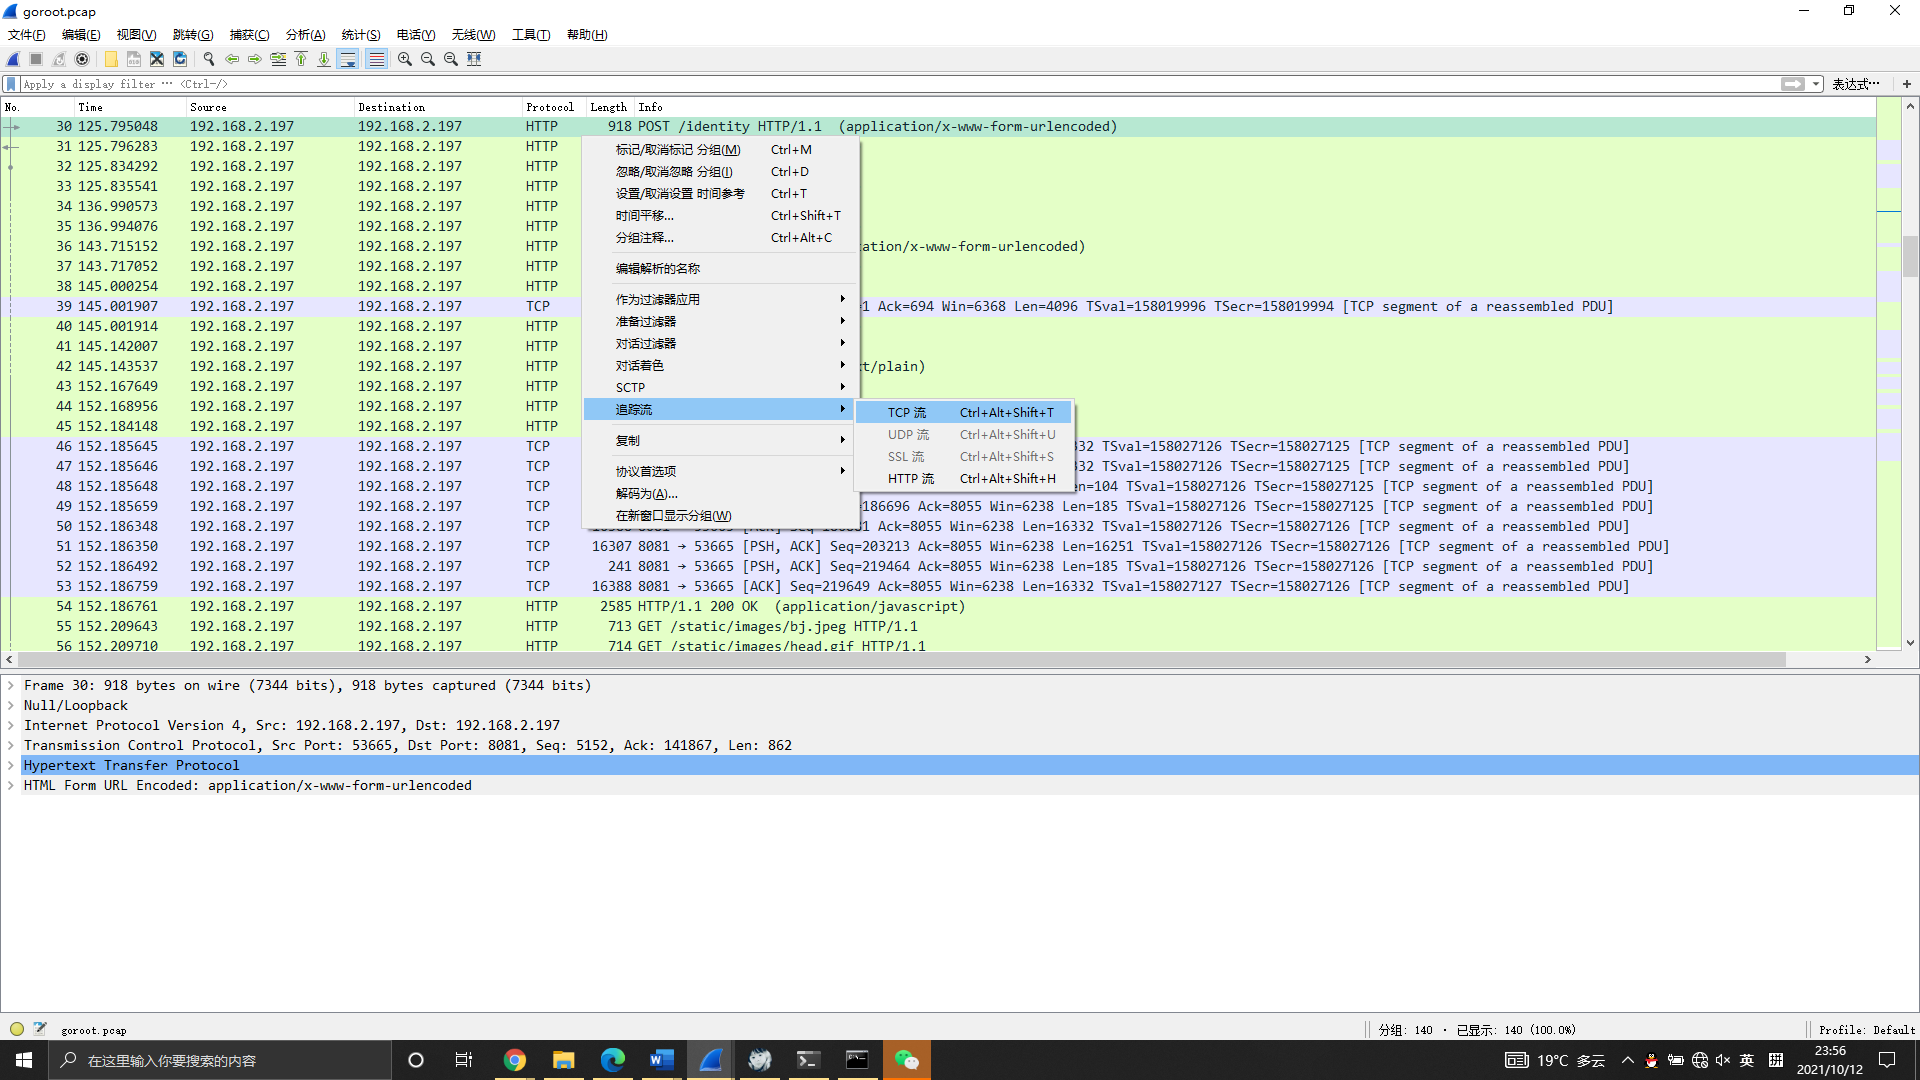 goroot.pcap
文件(F) 编辑(E) 视图(V) 跳转(G) 捕获(C) 分析(A) 统计(S) 电话(Y) 无线(W) 工具(T) 帮助(H)
Apply a display filter … <Ctrl-/> 表达式… +
No. Time Source Destination Protocol Length Info
30 125.795048 192.168.2.197 192.168.2.197 HTTP 918 POST /identity HTTP/1.1 (application/x-www-form-urlencoded)
31 125.796283 192.168.2.197 192.168.2.197 HTTP
32 125.834292 192.168.2.197 192.168.2.197 HTTP
33 125.835541 192.168.2.197 192.168.2.197 HTTP
34 136.990573 192.168.2.197 192.168.2.197 HTTP
35 136.994076 192.168.2.197 192.168.2.197 HTTP
36 143.715152 192.168.2.197 192.168.2.197 HTTP ation/x-www-form-urlencoded)
37 143.717052 192.168.2.197 192.168.2.197 HTTP
38 145.000254 192.168.2.197 192.168.2.197 HTTP
39 145.001907 192.168.2.197 192.168.2.197 TCP =1 Ack=694 Win=6368 Len=4096 TSval=158019996 TSecr=158019994 [TCP segment of a reassembled PDU]
40 145.001914 192.168.2.197 192.168.2.197 HTTP
41 145.142007 192.168.2.197 192.168.2.197 HTTP
42 145.143537 192.168.2.197 192.168.2.197 HTTP t/plain)
43 152.167649 192.168.2.197 192.168.2.197 HTTP
44 152.168956 192.168.2.197 192.168.2.197 HTTP
45 152.184148 192.168.2.197 192.168.2.197 HTTP
46 152.185645 192.168.2.197 192.168.2.197 TCP 332 TSval=158027126 TSecr=158027125 [TCP segment of a reassembled PDU]
47 152.185646 192.168.2.197 192.168.2.197 TCP 332 TSval=158027126 TSecr=158027125 [TCP segment of a reassembled PDU]
48 152.185648 192.168.2.197 192.168.2.197 TCP n=104 TSval=158027126 TSecr=158027125 [TCP segment of a reassembled PDU]
49 152.185659 192.168.2.197 192.168.2.197 TCP 186696 Ack=8055 Win=6238 Len=185 TSval=158027126 TSecr=158027125 [TCP segment of a reassembled PDU]
50 152.186348 192.168.2.197 192.168.2.197 TCP Ack=8055 Win=6238 Len=16332 TSval=158027126 TSecr=158027126 [TCP segment of a reassembled PDU]
51 152.186350 192.168.2.197 192.168.2.197 TCP 16307 8081 → 53665 [PSH, ACK] Seq=203213 Ack=8055 Win=6238 Len=16251 TSval=158027126 TSecr=158027126 [TCP segment of a reassembled PDU]
52 152.186492 192.168.2.197 192.168.2.197 TCP 241 8081 → 53665 [PSH, ACK] Seq=219464 Ack=8055 Win=6238 Len=185 TSval=158027126 TSecr=158027126 [TCP segment of a reassembled PDU]
53 152.186759 192.168.2.197 192.168.2.197 TCP 16388 8081 → 53665 [ACK] Seq=219649 Ack=8055 Win=6238 Len=16332 TSval=158027127 TSecr=158027126 [TCP segment of a reassembled PDU]
54 152.186761 192.168.2.197 192.168.2.197 HTTP 2585 HTTP/1.1 200 OK (application/javascript)
55 152.209643 192.168.2.197 192.168.2.197 HTTP 713 GET /static/images/bj.jpeg HTTP/1.1
56 152.209710 192.168.2.197 192.168.2.197 HTTP 714 GET /static/images/head.gif HTTP/1.1
标记/取消标记 分组(M) Ctrl+M
忽略/取消忽略 分组(I) Ctrl+D
设置/取消设置 时间参考 Ctrl+T
时间平移... Ctrl+Shift+T
分组注释... Ctrl+Alt+C
编辑解析的名称
作为过滤器应用
准备过滤器
对话过滤器
对话着色
SCTP
追踪流
复制
协议首选项
解码为(A)...
在新窗口显示分组(W)
TCP 流 Ctrl+Alt+Shift+T
UDP 流 Ctrl+Alt+Shift+U
SSL 流 Ctrl+Alt+Shift+S
HTTP 流 Ctrl+Alt+Shift+H
Frame 30: 918 bytes on wire (7344 bits), 918 bytes captured (7344 bits)
Null/Loopback
Internet Protocol Version 4, Src: 192.168.2.197, Dst: 192.168.2.197
Transmission Control Protocol, Src Port: 53665, Dst Port: 8081, Seq: 5152, Ack: 141867, Len: 862
Hypertext Transfer Protocol
HTML Form URL Encoded: application/x-www-form-urlencoded
goroot.pcap 分组: 140 · 已显示: 140 (100.0%) Profile: Default
在这里输入你要搜索的内容 19°C 多云 英 拼 23:56
2021/10/12